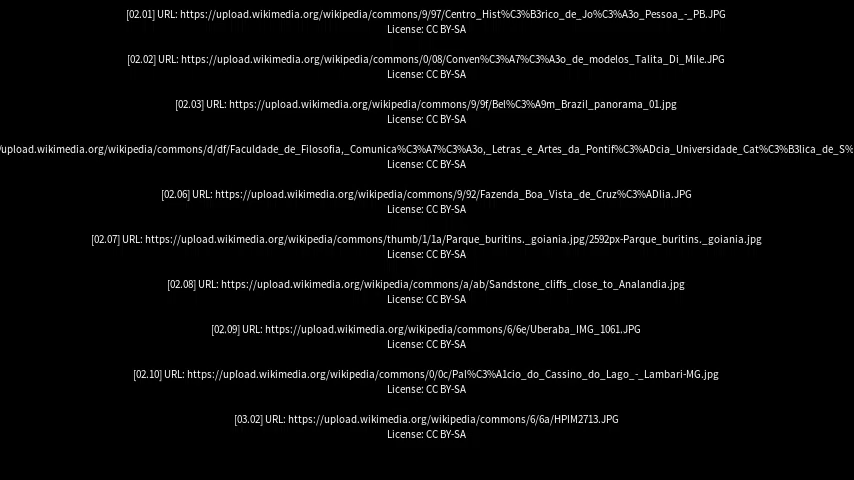 [02.01] URL: https://upload.wikimedia.org/wikipedia/commons/9/97/Centro_Hist%C3%B3rico_de_Jo%C3%A3o_Pessoa_-_PB.JPG
License: CC BY-SA
[02.02] URL: https://upload.wikimedia.org/wikipedia/commons/0/08/Conven%C3%A7%C3%A3o_de_modelos_Talita_Di_Mile.JPG
License: CC BY-SA
[02.03] URL: https://upload.wikimedia.org/wikipedia/commons/9/9f/Bel%C3%A9m_Brazil_panorama_01.jpg
License: CC BY-SA
/upload.wikimedia.org/wikipedia/commons/d/df/Faculdade_de_Filosofia,_Comunica%C3%A7%C3%A3o,_Letras_e_Artes_da_Pontif%C3%ADcia_Universidade_Cat%C3%B3lica_de_S%
License: CC BY-SA
[02.06] URL: https://upload.wikimedia.org/wikipedia/commons/9/92/Fazenda_Boa_Vista_de_Cruz%C3%ADlia.JPG
License: CC BY-SA
[02.07] URL: https://upload.wikimedia.org/wikipedia/commons/thumb/1/1a/Parque_buritins._goiania.jpg/2592px-Parque_buritins._goiania.jpg
License: CC BY-SA
[02.08] URL: https://upload.wikimedia.org/wikipedia/commons/a/ab/Sandstone_cliffs_close_to_Analandia.jpg
License: CC BY-SA
[02.09] URL: https://upload.wikimedia.org/wikipedia/commons/6/6e/Uberaba_IMG_1061.JPG
License: CC BY-SA
[02.10] URL: https://upload.wikimedia.org/wikipedia/commons/0/0c/Pal%C3%A1cio_do_Cassino_do_Lago_-_Lambari-MG.jpg
License: CC BY-SA
[03.02] URL: https://upload.wikimedia.org/wikipedia/commons/6/6a/HPIM2713.JPG
License: CC BY-SA